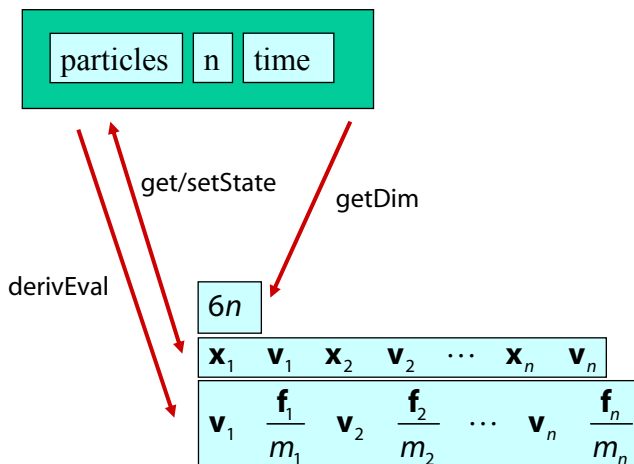 particles n time
get/setState
getDim
derivEval
6n
x₁ v₁ x₂ v₂ ⋯ xₙ vₙ
v₁ f₁/m₁ v₂ f₂/m₂ ⋯ vₙ fₙ/mₙ